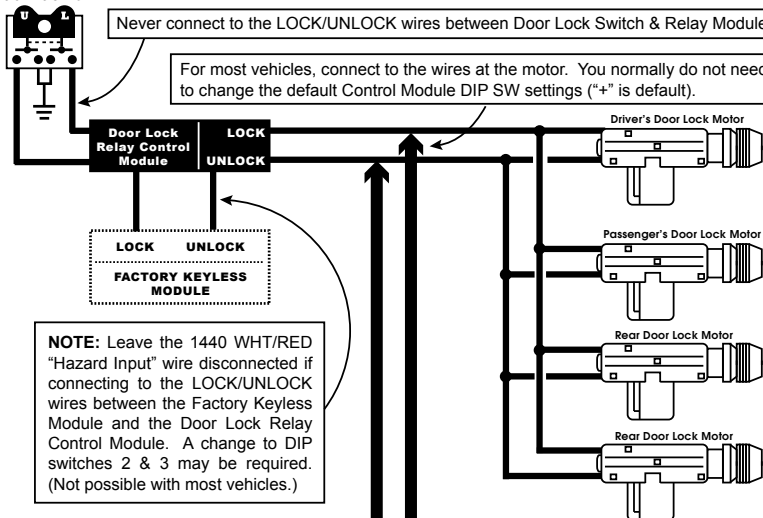 Never connect to the LOCK/UNLOCK wires between Door Lock Switch & Relay Module
U L
For most vehicles, connect to the wires at the motor. You normally do not need
to change the default Control Module DIP SW settings (“+” is default).
Door Lock
Relay Control
Module
LOCK
UNLOCK
Driver's Door Lock Motor
LOCK UNLOCK
FACTORY KEYLESS
MODULE
Passenger's Door Lock Motor
NOTE: Leave the 1440 WHT/RED
“Hazard Input” wire disconnected if
connecting to the LOCK/UNLOCK
wires between the Factory Keyless
Module and the Door Lock Relay
Control Module. A change to DIP
switches 2 & 3 may be required.
(Not possible with most vehicles.)
Rear Door Lock Motor
Rear Door Lock Motor